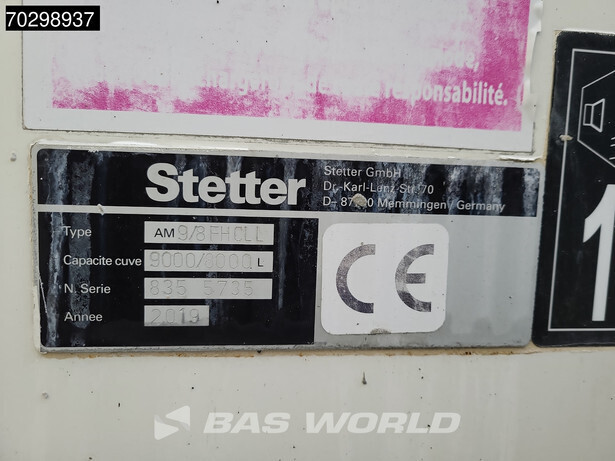 70298937
responsabilité.
Stetter
Stetter GmbH
Dr.-Karl-Lenz-Str. 70
Memmingen / Germany
Type AM 9/8 FHCLL
Capacite cuve 9000/8000 L
N. Serie 835 5735
Annee 2019
CE
1
BAS WORLD